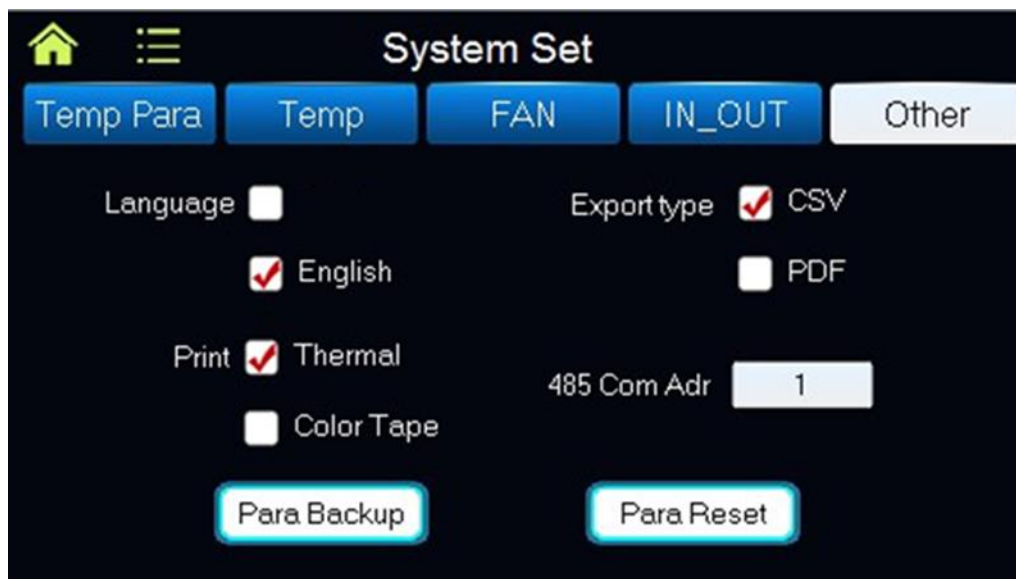 System Set
Temp Para Temp FAN IN_OUT Other
Language Export type CSV
English PDF
Print Thermal
485 Com Adr 1
Color Tape
Para Backup Para Reset